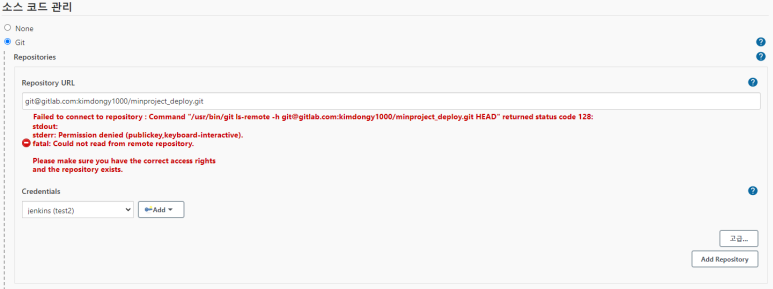 소스 코드 관리
None
Git
Repositories
Repository URL
git@gitlab.com:kimdongy1000/minproject_deploy.git
Failed to connect to repository : Command "/usr/bin/git ls-remote -h git@gitlab.com:kimdongy1000/minproject_deploy.git HEAD" returned status code 128:
stdout:
stderr: Permission denied (publickey,keyboard-interactive).
fatal: Could not read from remote repository.
Please make sure you have the correct access rights
and the repository exists.
Credentials
jenkins (test2)
Add
고급...
Add Repository